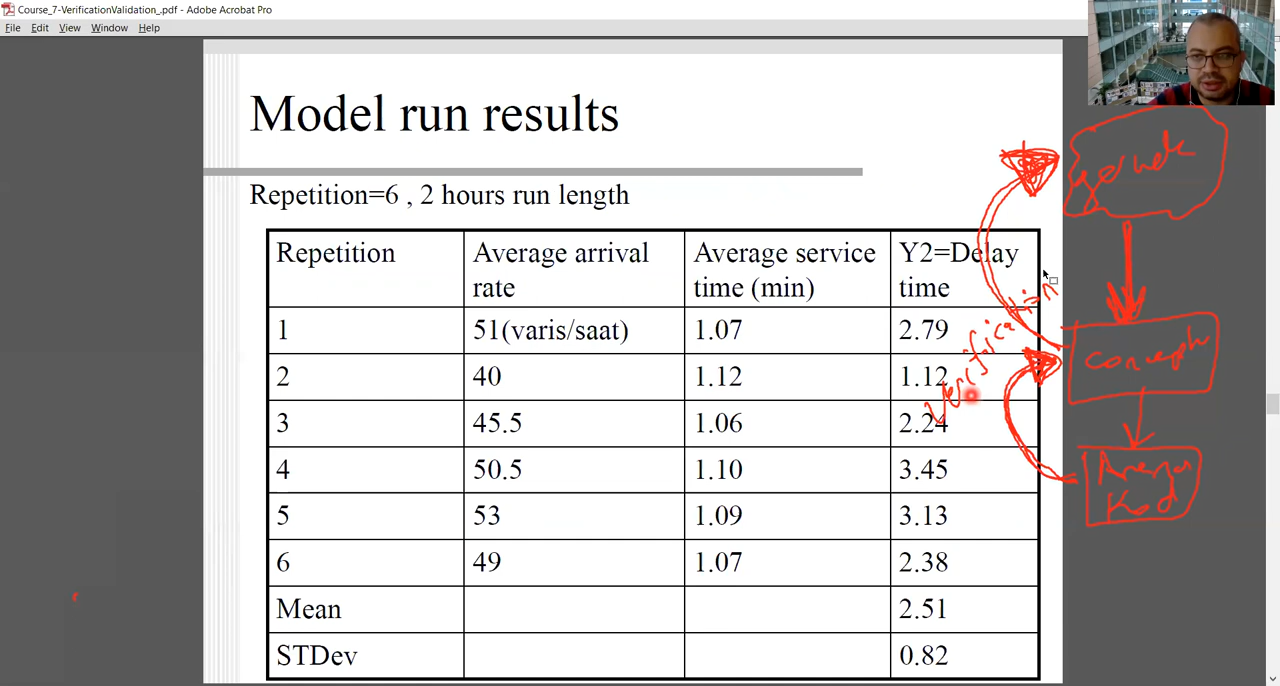 Course_7-VerificationValidation_.pdf - Adobe Acrobat Pro
File Edit View Window Help
Model run results
Repetition=6 , 2 hours run length
Repetition Average arrival rate Average service time (min) Y2=Delay time
1 51(varis/saat) 1.07 2.79
2 40 1.12 1.12
3 45.5 1.06 2.24
4 50.5 1.10 3.45
5 53 1.09 3.13
6 49 1.07 2.38
Mean 2.51
STDev 0.82
Verification
Arena
Kod